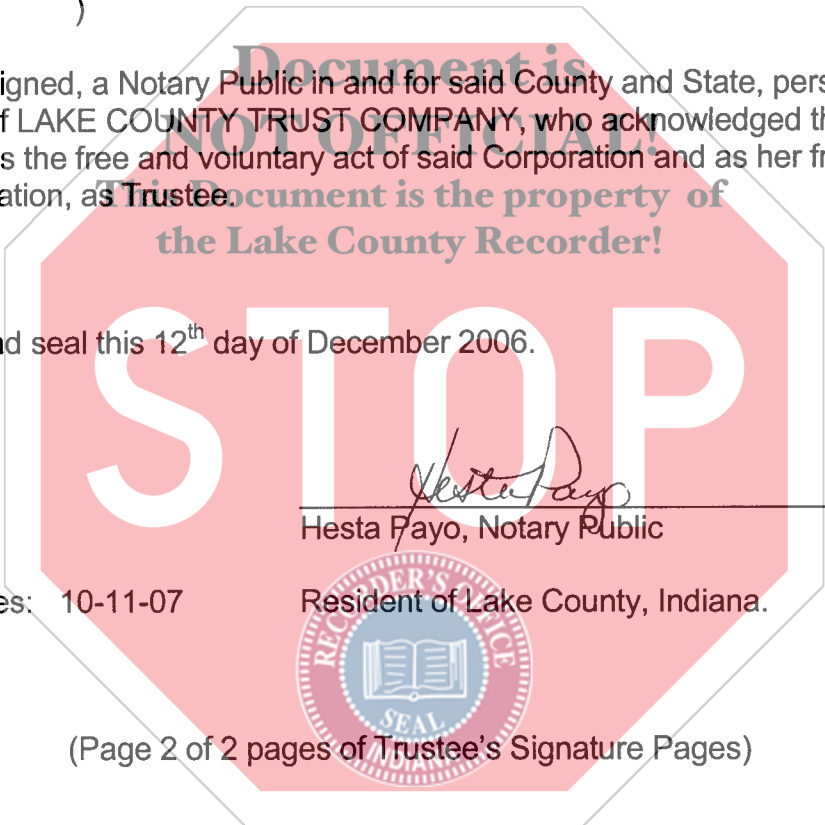 )
Document is
igned, a Notary Public in and for said County and State, pers
f LAKE COUNTY TRUST COMPANY, who acknowledged th
NOT OFFICIAL!
s the free and voluntary act of said Corporation and as her fr
ation, as Trustee.
This Document is the property of
the Lake County Recorder!
STOP
nd seal this 12th day of December 2006.
Hesta Payo
Hesta Payo, Notary Public
es: 10-11-07
Resident of Lake County, Indiana.
RECORDER'S OFFICE
SEAL
INDIANA
(Page 2 of 2 pages of Trustee's Signature Pages)